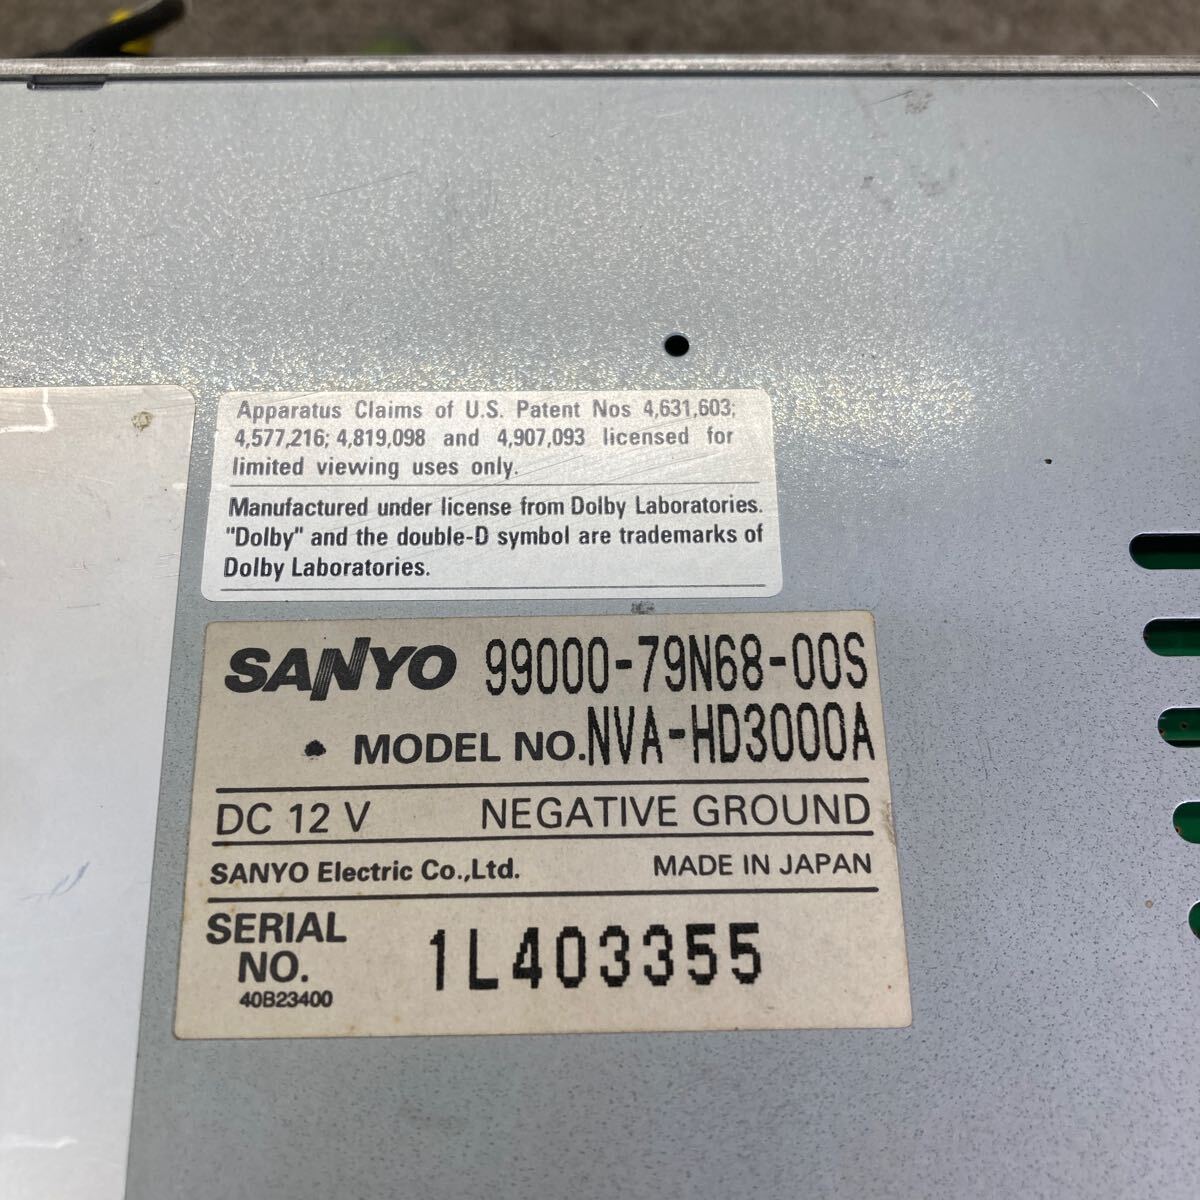 Apparatus Claims of U.S. Patent Nos 4,631,603;
4,577,216; 4,819,098 and 4,907,093 licensed for
limited viewing uses only.
Manufactured under license from Dolby Laboratories.
"Dolby" and the double-D symbol are trademarks of
Dolby Laboratories.
SANYO 99000-79N68-00S
MODEL NO. NVA-HD3000A
DC 12 V NEGATIVE GROUND
SANYO Electric Co.,Ltd. MADE IN JAPAN
SERIAL
NO. 1L403355
40B23400